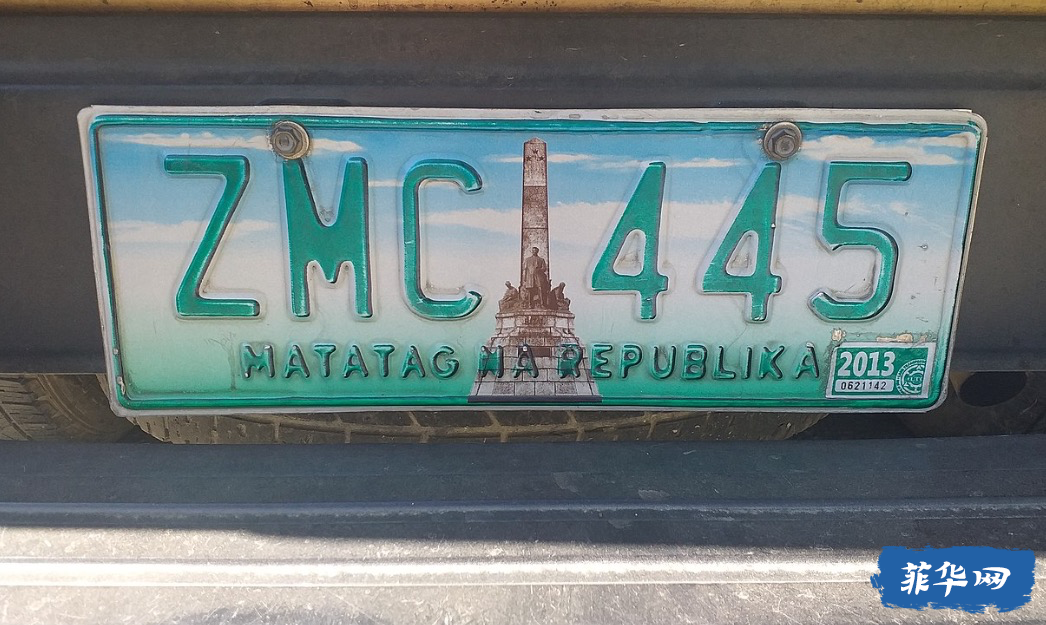 ZMC 445
MATATAG NA REPUBLIKA
2013
0621142
菲华网